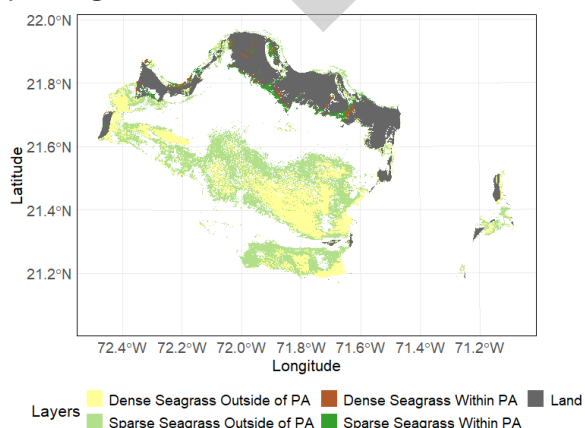 22.0°N
21.8°N
21.6°N
21.4°N
21.2°N
Latitude
72.4°W 72.2°W 72.0°W 71.8°W 71.6°W 71.4°W 71.2°W
Longitude
Layers
Dense Seagrass Outside of PA Dense Seagrass Within PA Land
Sparse Seagrass Outside of PA Sparse Seagrass Within PA